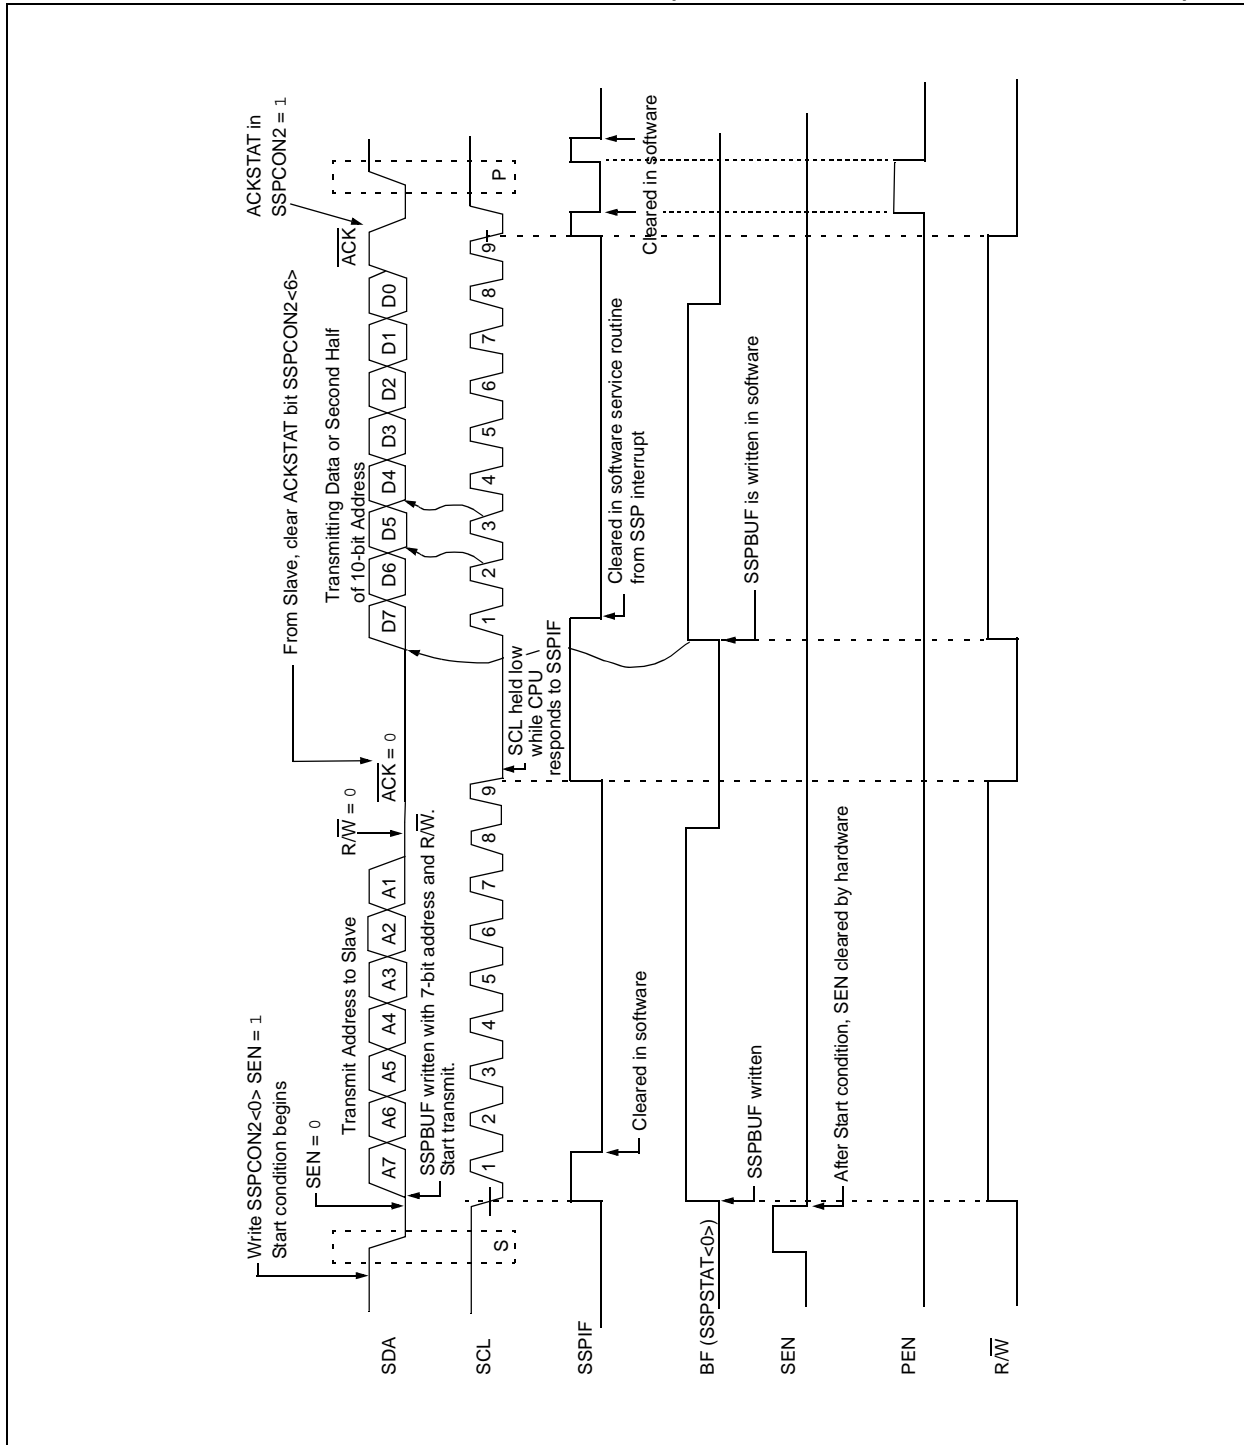 Write SSPCON2<0> SEN = 1
Start condition begins
SEN = 0
Transmit Address to Slave
R/W = 0
From Slave, clear ACKSTAT bit SSPCON2<6>
ACK = 0
Transmitting Data or Second Half
of 10-bit Address
ACK
ACKSTAT in
SSPCON2 = 1
SDA
A7 A6 A5 A4 A3 A2 A1
D7 D6 D5 D4 D3 D2 D1 D0
SSPBUF written with 7-bit address and R/W.
Start transmit.
SCL
S
1 2 3 4 5 6 7 8 9
1 2 3 4 5 6 7 8 9
P
SCL held low
while CPU
responds to SSPIF
SSPIF
Cleared in software
Cleared in software service routine
from SSP interrupt
Cleared in software
BF (SSPSTAT<0>)
SSPBUF written
SSPBUF is written in software
SEN
After Start condition, SEN cleared by hardware
PEN
R/W